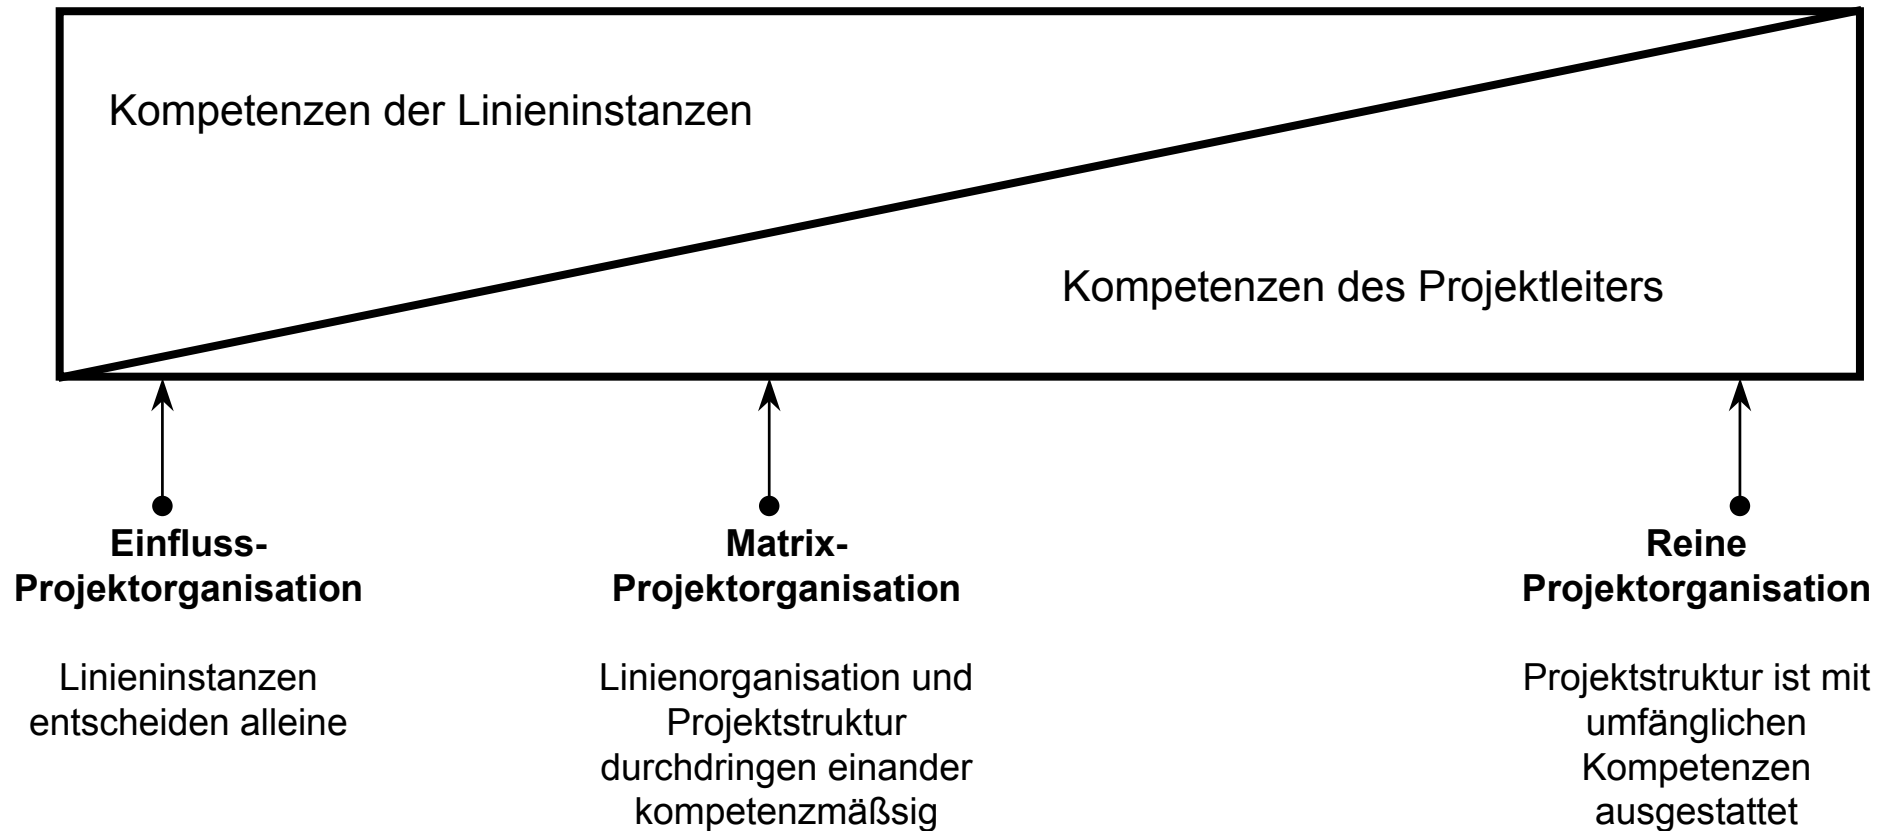 Kompetenzen der Linieninstanzen
Kompetenzen des Projektleiters
Einfluss-
Projektorganisation
Linieninstanzen
entscheiden alleine
Matrix-
Projektorganisation
Linienorganisation und
Projektstruktur
durchdringen einander
kompetenzmäßsig
Reine
Projektorganisation
Projektstruktur ist mit
umfänglichen
Kompetenzen
ausgestattet